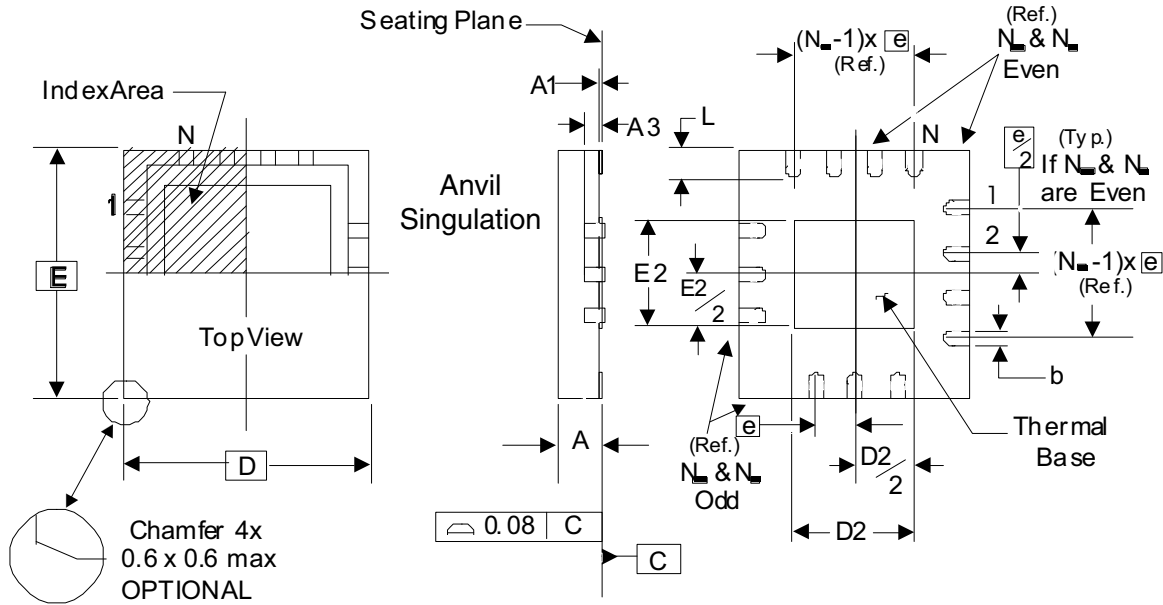 Seating Plane
(Ref.)
N & N
Even
(N -1)x e
(Ref.)
Index Area
A1
A3
L
N
N
e/2
(Typ.)
If N & N
are Even
1
1
2
Anvil
Singulation
E
E2
E2/2
(N -1)x e
(Ref.)
Top View
b
A
e
(Ref.)
N & N
Odd
D2/2
Thermal
Base
D
D2
0.08 C
C
Chamfer 4x
0.6 x 0.6 max
OPTIONAL